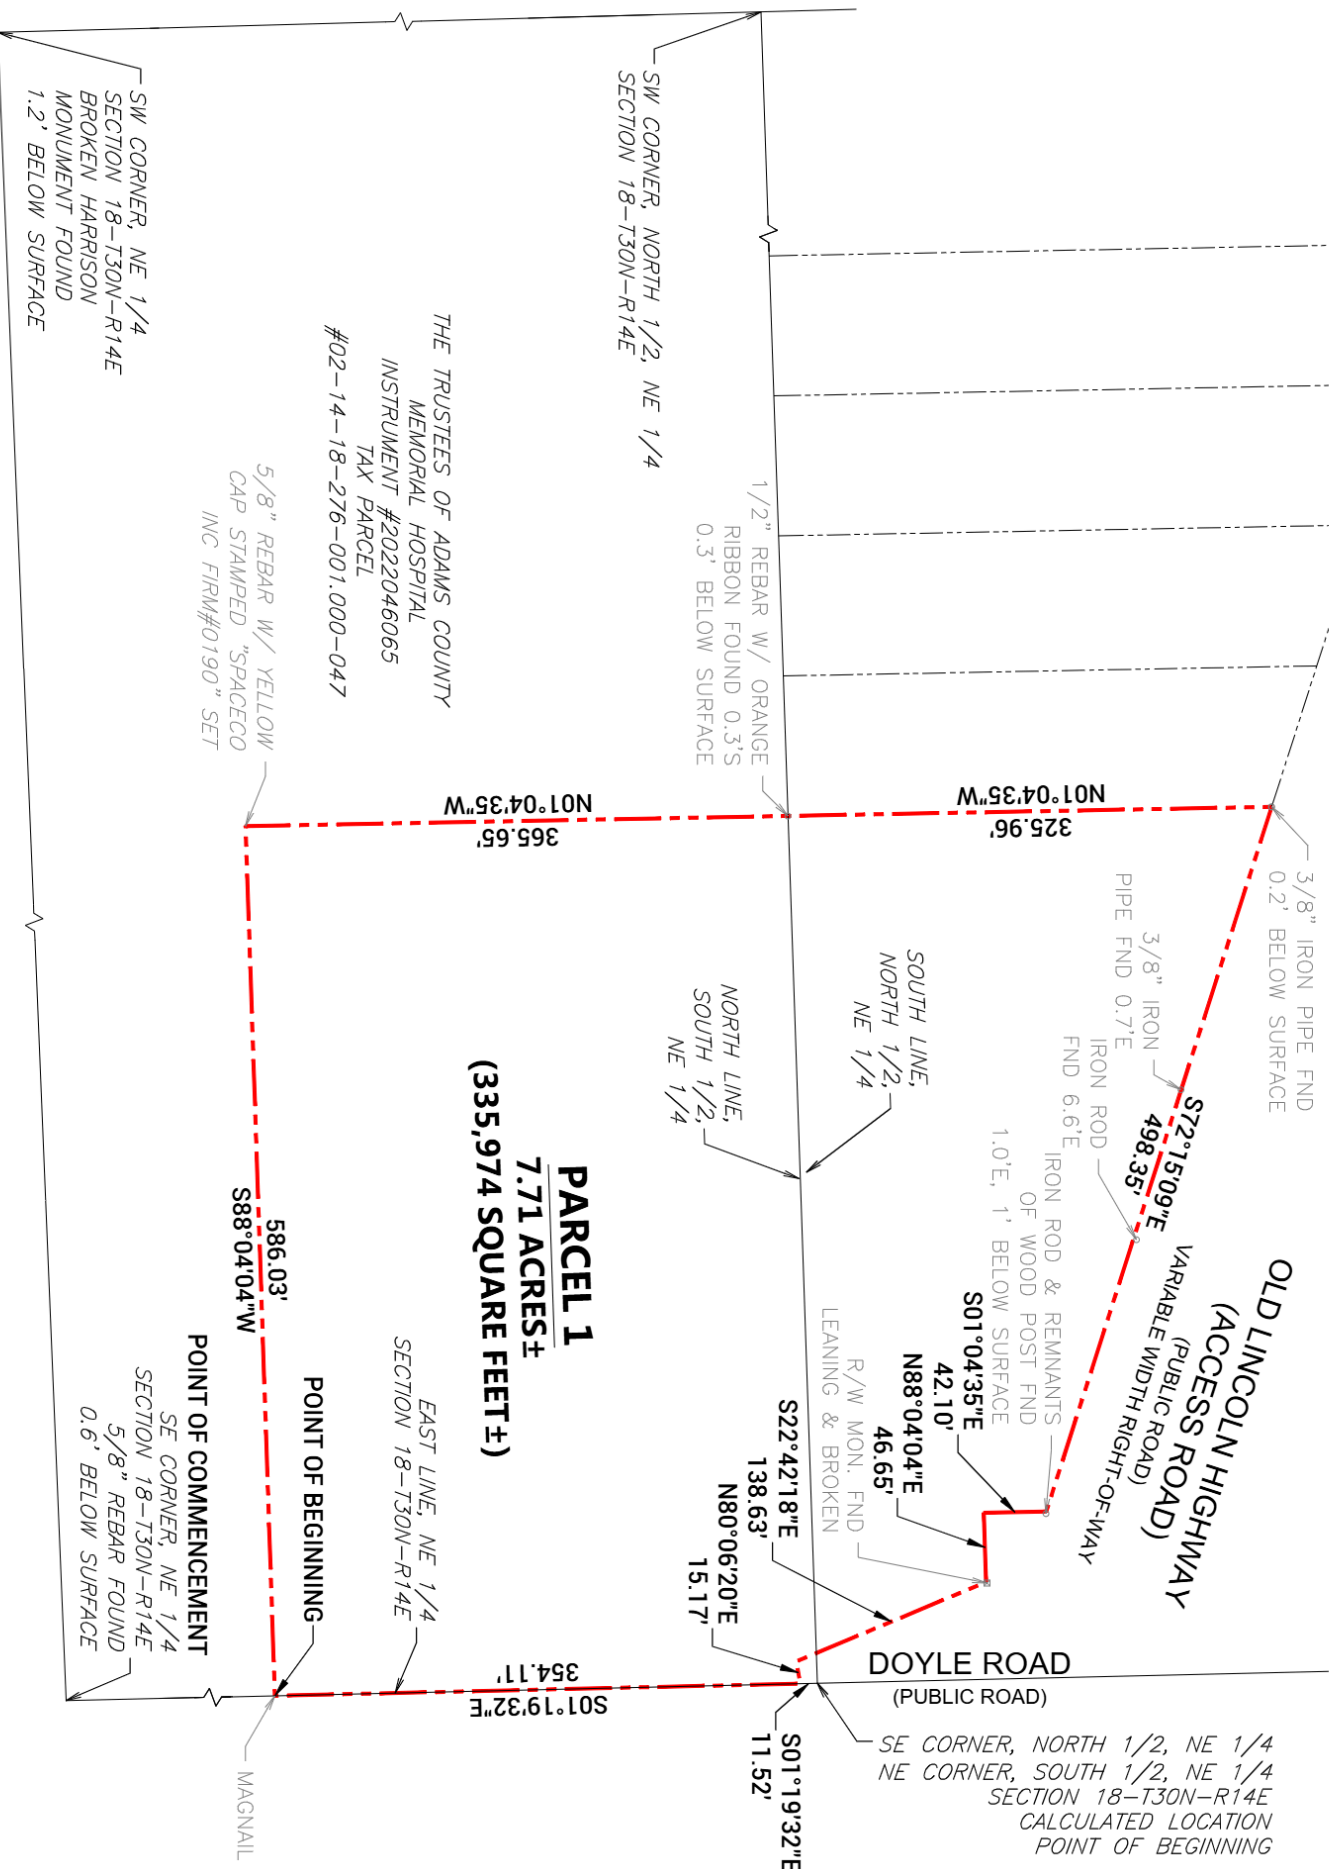 SW CORNER, NE 1/4
SECTION 18-T30N-R14E
BROKEN HARRISON
MONUMENT FOUND
1.2' BELOW SURFACE
SW CORNER, NORTH 1/2, NE 1/4
SECTION 18-T30N-R14E
THE TRUSTEES OF ADAMS COUNTY
MEMORIAL HOSPITAL
INSTRUMENT #2022046065
TAX PARCEL
#02-14-18-276-001.000-047
5/8" REBAR W/ YELLOW
CAP STAMPED "SPACECO
INC FIRM#0190" SET
1/2" REBAR W/ ORANGE
RIBBON FOUND 0.3'S
0.3' BELOW SURFACE
N01°04'35"W
365.65'
N01°04'35"W
325.96'
3/8" IRON PIPE FND
0.2' BELOW SURFACE
3/8" IRON
PIPE FND 0.7'E
IRON ROD
FND 6.6'E
S72°15'09"E
498.35'
IRON ROD & REMNANTS
OF WOOD POST FND
1.0'E, 1' BELOW SURFACE
OLD LINCOLN HIGHWAY
(ACCESS ROAD)
(PUBLIC ROAD)
VARIABLE WIDTH RIGHT-OF-WAY
SOUTH LINE,
NORTH 1/2,
NE 1/4
NORTH LINE,
SOUTH 1/2,
NE 1/4
S01°04'35"E
42.10'
N88°04'04"E
46.65'
R/W MON. FND
LEANING & BROKEN
S22°42'18"E
138.63'
N80°06'20"E
15.17'
PARCEL 1
7.71 ACRES±
(335,974 SQUARE FEET±)
586.03'
S88°04'04"W
EAST LINE, NE 1/4
SECTION 18-T30N-R14E
POINT OF BEGINNING
POINT OF COMMENCEMENT
SE CORNER, NE 1/4
SECTION 18-T30N-R14E
5/8" REBAR FOUND
0.6' BELOW SURFACE
354.11'
S01°19'32"E
DOYLE ROAD
(PUBLIC ROAD)
S01°19'32"E
11.52'
SE CORNER, NORTH 1/2, NE 1/4
NE CORNER, SOUTH 1/2, NE 1/4
SECTION 18-T30N-R14E
CALCULATED LOCATION
POINT OF BEGINNING
MAGNAIL